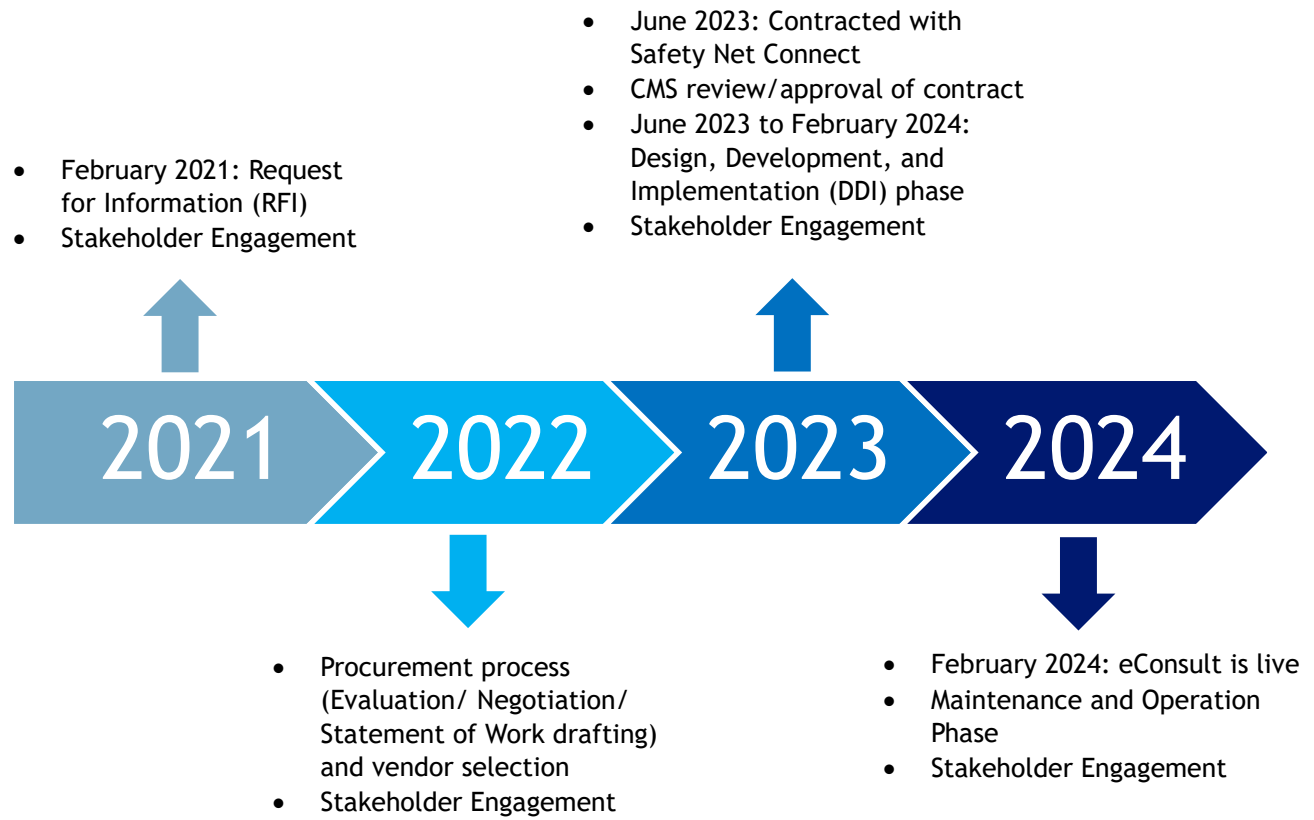 • June 2023: Contracted with
Safety Net Connect
• CMS review/approval of contract
• June 2023 to February 2024:
Design, Development, and
Implementation (DDI) phase
• Stakeholder Engagement
• February 2021: Request
for Information (RFI)
• Stakeholder Engagement
2021
2022
2023
2024
• Procurement process
(Evaluation/ Negotiation/
Statement of Work drafting)
and vendor selection
• Stakeholder Engagement
• February 2024: eConsult is live
• Maintenance and Operation
Phase
• Stakeholder Engagement